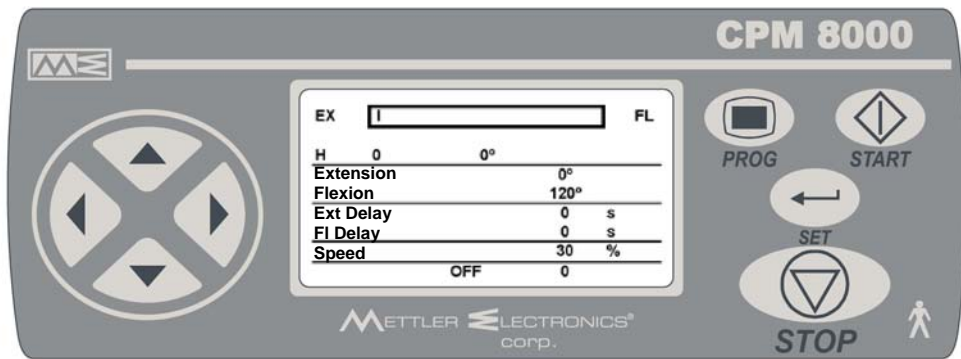 CPM 8000
EX I FL
H 0 0°
Extension 0°
Flexion 120°
Ext Delay 0 s
Fl Delay 0 s
Speed 30 %
OFF 0
PROG
START
SET
STOP
METTLER ELECTRONICS®
corp.